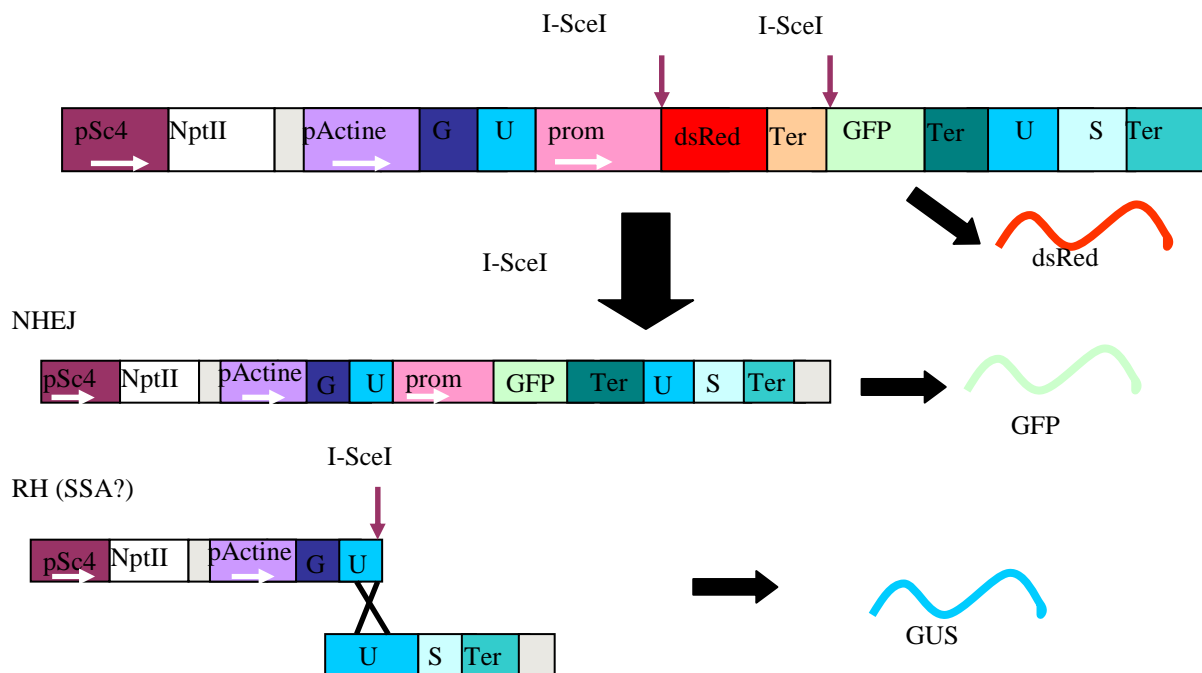 I-SceI I-SceI
pSc4 NptII pActine G U prom dsRed Ter GFP Ter U S Ter
dsRed
I-SceI
NHEJ
pSc4 NptII pActine G U prom GFP Ter U S Ter
GFP
I-SceI
RH (SSA?)
pSc4 NptII pActine G U
GUS
U S Ter